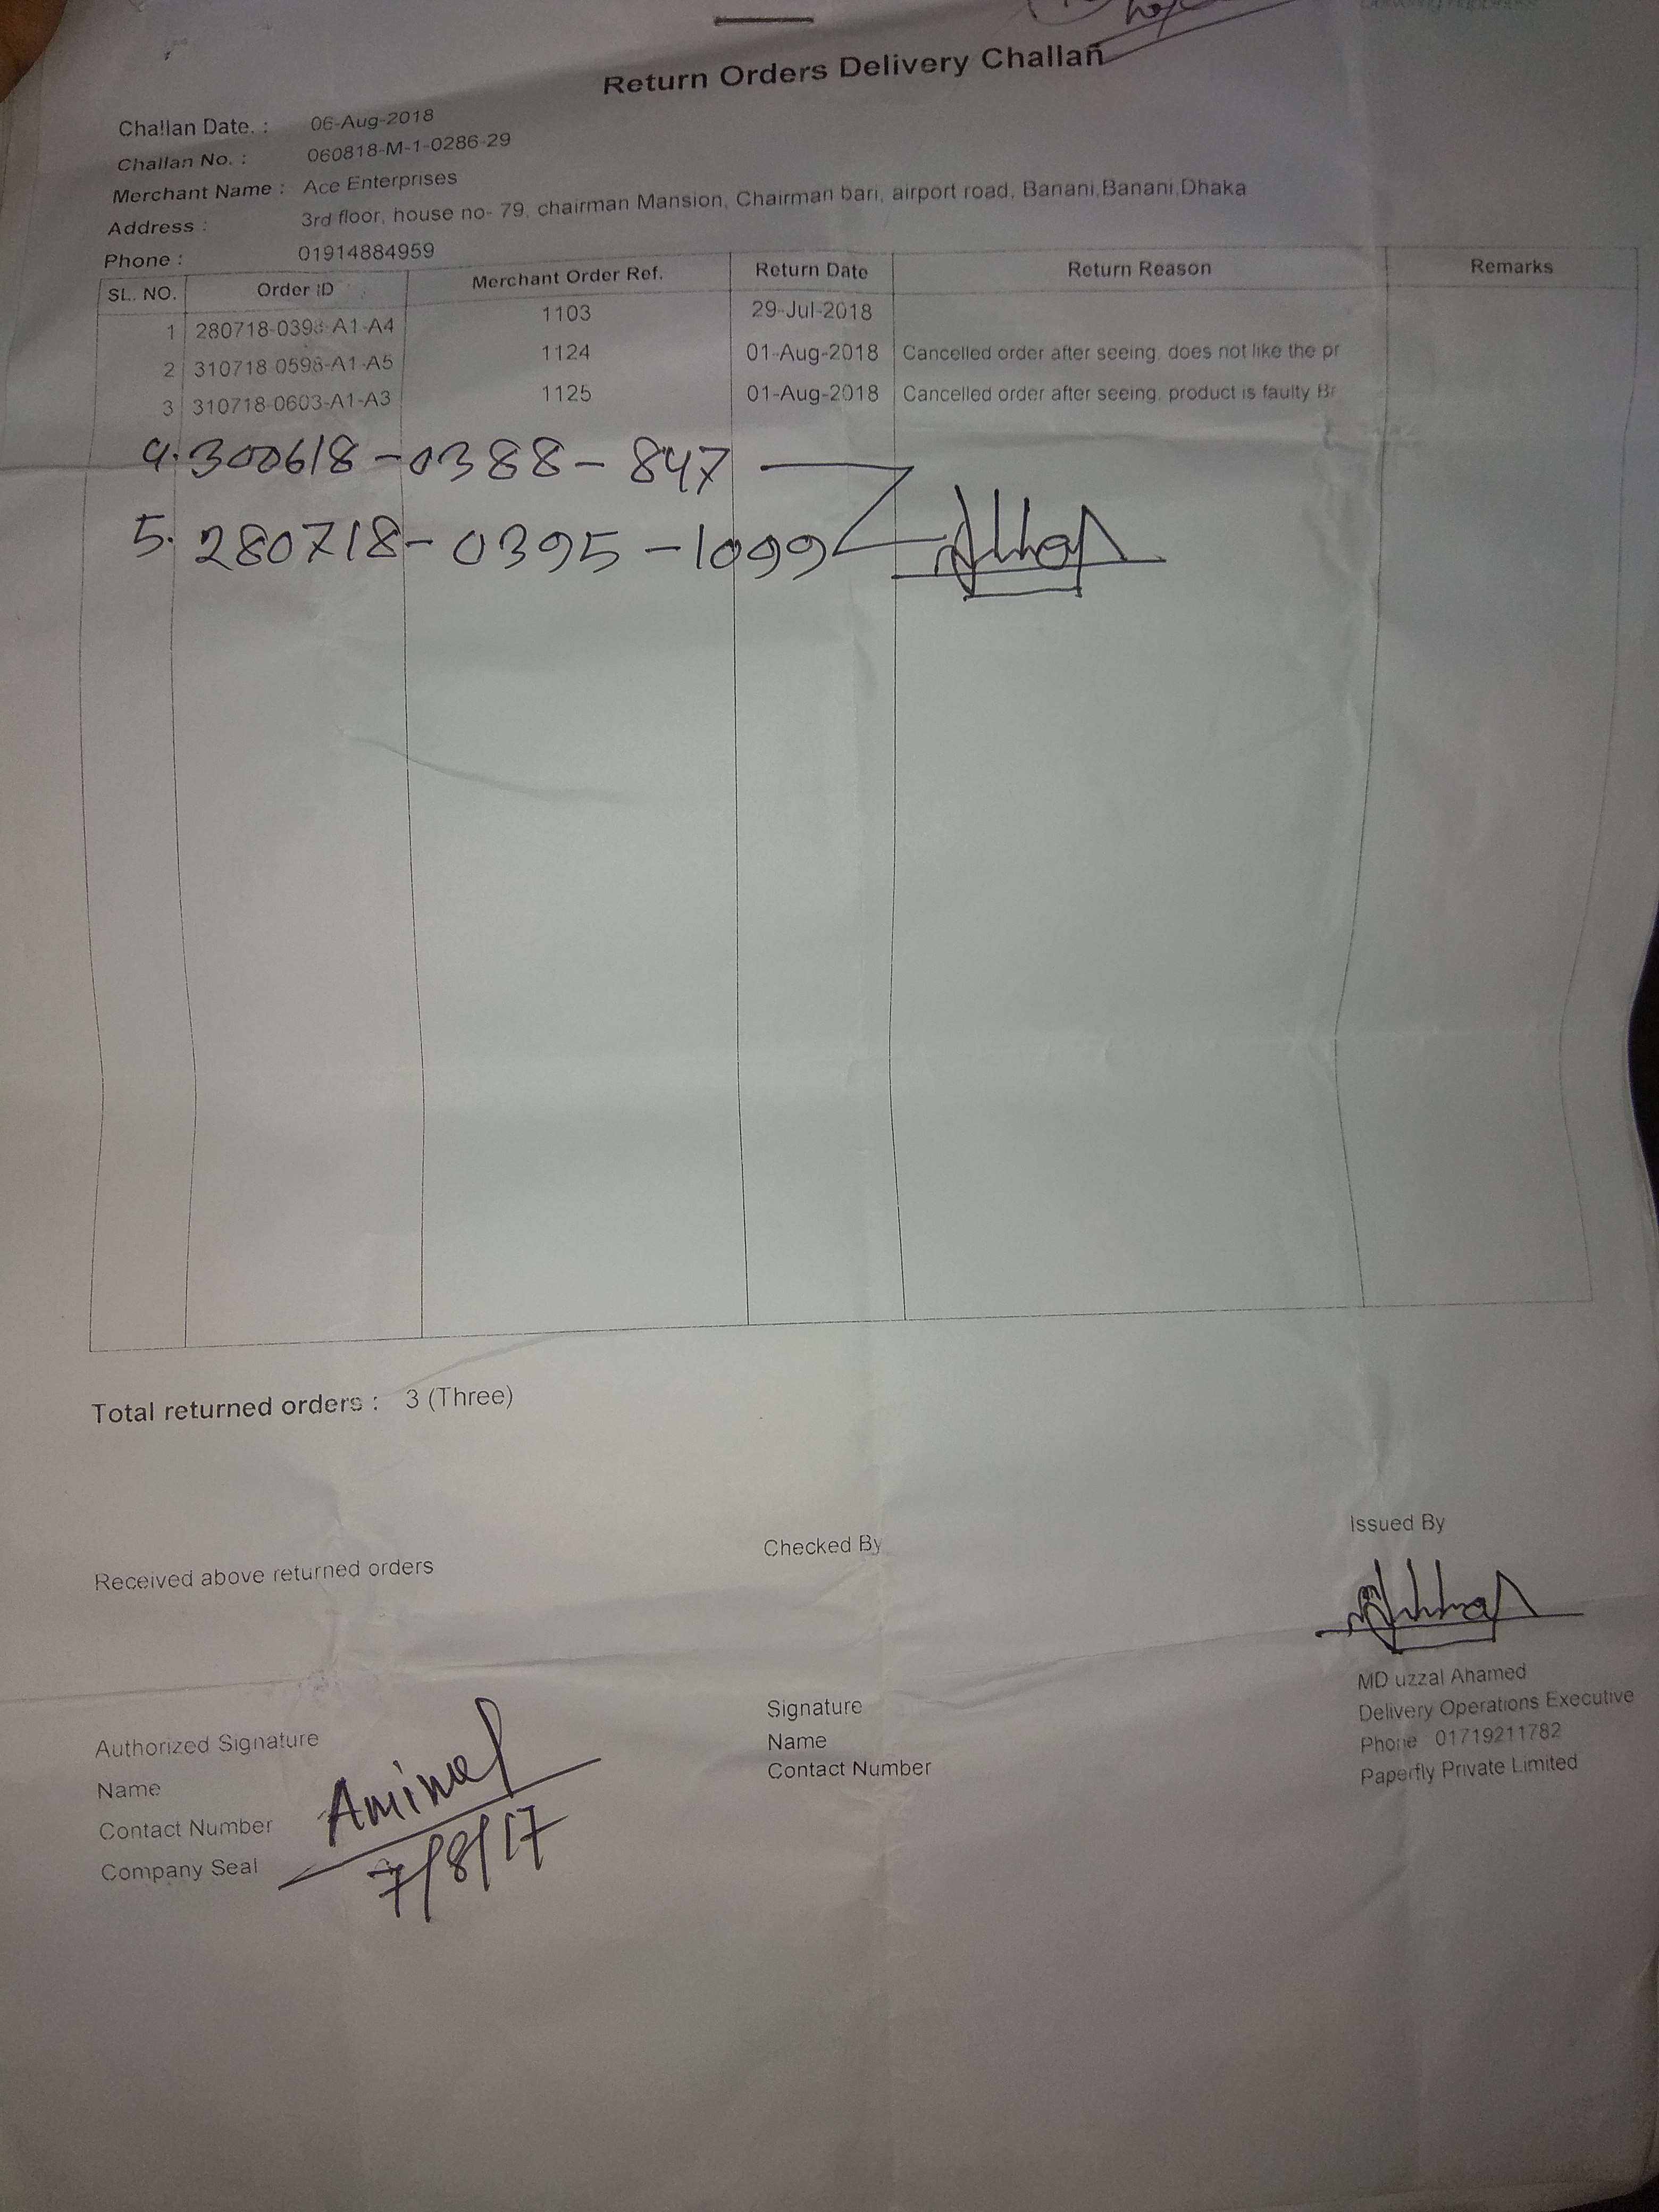 Return Orders Delivery Challan
Challan Date. : 06-Aug-2018
Challan No. : 060818-M-1-0286-29
Merchant Name : Ace Enterprises
Address : 3rd floor, house no- 79, chairman Mansion, Chairman bari, airport road, Banani,Banani,Dhaka
Phone : 01914884959
SL. NO. Order ID Merchant Order Ref. Return Date Return Reason Remarks
1 280718-0398-A1-A4 1103 29-Jul-2018
2 310718-0596-A1-A5 1124 01-Aug-2018 Cancelled order after seeing, does not like the pr
3 310718-0603-A1-A3 1125 01-Aug-2018 Cancelled order after seeing, product is faulty Br
4. 300618-0388-847
5. 280718-0395-1099
Total returned orders : 3 (Three)
Received above returned orders Checked By Issued By
Authorized Signature Signature MD uzzal Ahamed
Name Name Delivery Operations Executive
Contact Number Contact Number Phone 01719211782
Company Seal Paperfly Private Limited
7/8/17